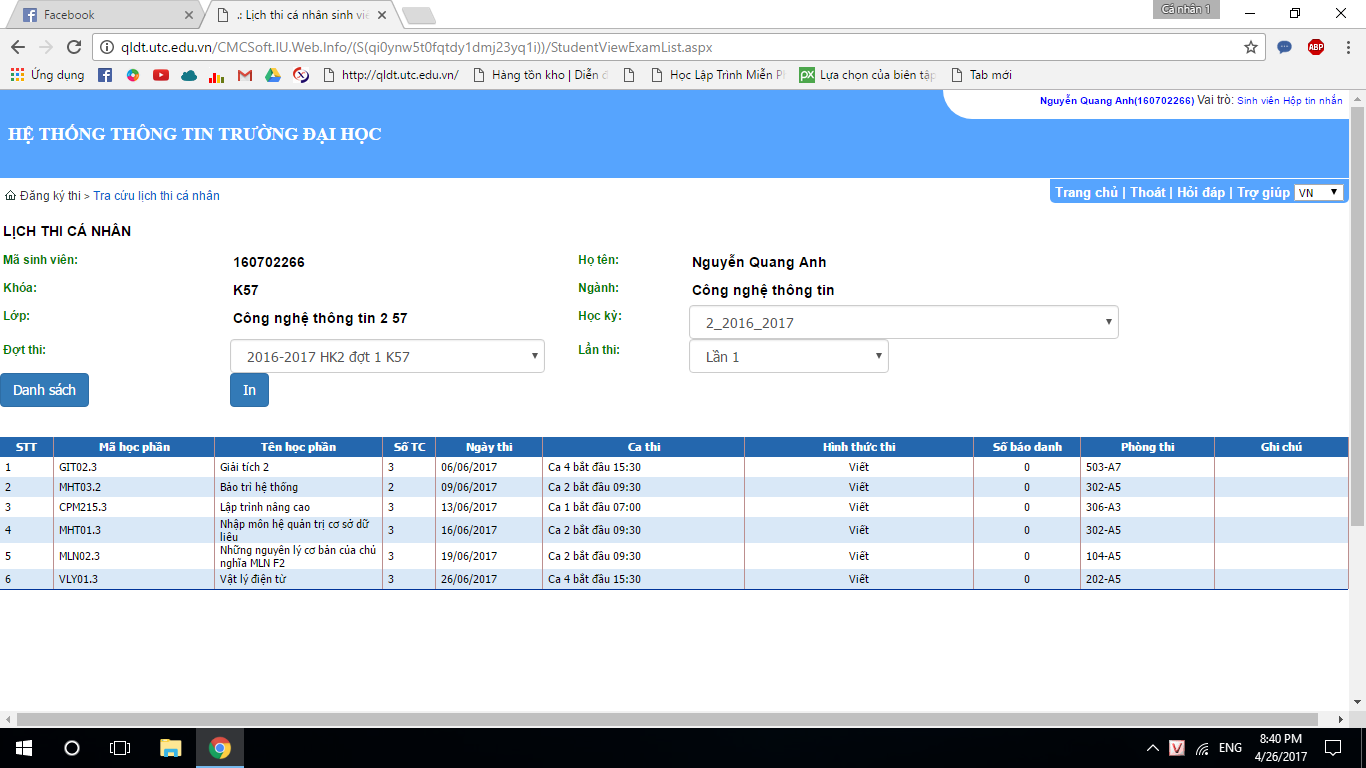 Facebook
.: Lịch thi cá nhân sinh viê
Cá nhân 1
qldt.utc.edu.vn/CMCSoft.IU.Web.Info/(S(qi0ynw5t0fqtdy1dmj23yq1i))/StudentViewExamList.aspx
ABP
Ứng dụng
http://qldt.utc.edu.vn/
Hàng tồn kho | Diễn đ
Học Lập Trình Miễn P
Lựa chọn của biên tập
Tab mới
Nguyễn Quang Anh(160702266) Vai trò: Sinh viên Hộp tin nhắn
HỆ THỐNG THÔNG TIN TRƯỜNG ĐẠI HỌC
Đăng ký thi > Tra cứu lịch thi cá nhân
Trang chủ | Thoát | Hỏi đáp | Trợ giúp VN
LỊCH THI CÁ NHÂN
Mã sinh viên: 160702266 Họ tên: Nguyễn Quang Anh
Khóa: K57 Ngành: Công nghệ thông tin
Lớp: Công nghệ thông tin 2 57 Học kỳ: 2_2016_2017
Đợt thi: 2016-2017 HK2 đợt 1 K57 Lần thi: Lần 1
Danh sách In
STT Mã học phần Tên học phần Số TC Ngày thi Ca thi Hình thức thi Số báo danh Phòng thi Ghi chú
1 GIT02.3 Giải tích 2 3 06/06/2017 Ca 4 bắt đầu 15:30 Viết 0 503-A7
2 MHT03.2 Bảo trì hệ thống 2 09/06/2017 Ca 2 bắt đầu 09:30 Viết 0 302-A5
3 CPM215.3 Lập trình nâng cao 3 13/06/2017 Ca 1 bắt đầu 07:00 Viết 0 306-A3
4 MHT01.3 Nhập môn hệ quản trị cơ sở dữ liệu 3 16/06/2017 Ca 2 bắt đầu 09:30 Viết 0 302-A5
5 MLN02.3 Những nguyên lý cơ bản của chủ nghĩa MLN F2 3 19/06/2017 Ca 2 bắt đầu 09:30 Viết 0 104-A5
6 VLY01.3 Vật lý điện từ 3 26/06/2017 Ca 4 bắt đầu 15:30 Viết 0 202-A5
ENG
8:40 PM
4/26/2017